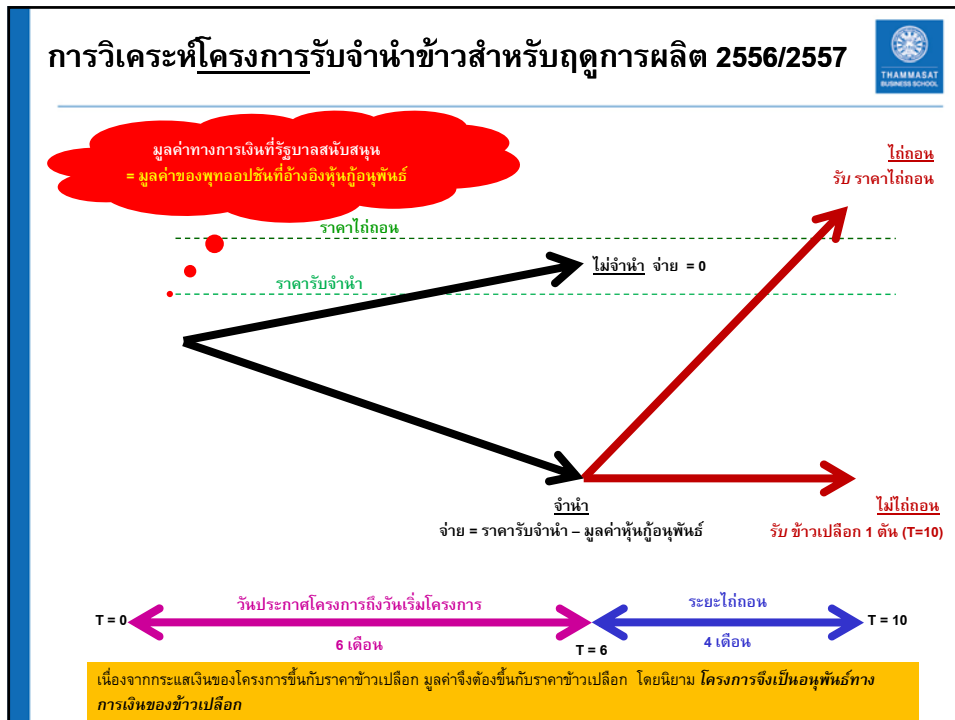 การวิเคราะห์โครงการรับจำนำข้าวสำหรับฤดูการผลิต 2556/2557
THAMMASAT
BUSINESS SCHOOL
มูลค่าทางการเงินที่รัฐบาลสนับสนุน
= มูลค่าของพุทออปชันที่อ้างอิงหุ้นกู้อนุพันธ์
ไถ่ถอน
รับ ราคาไถ่ถอน
ราคาไถ่ถอน
ไม่จำนำ จ่าย = 0
ราคารับจำนำ
จำนำ
จ่าย = ราคารับจำนำ – มูลค่าหุ้นกู้อนุพันธ์
ไม่ไถ่ถอน
รับ ข้าวเปลือก 1 ตัน (T=10)
วันประกาศโครงการถึงวันเริ่มโครงการ
ระยะไถ่ถอน
T = 0
T = 10
6 เดือน
4 เดือน
T = 6
เนื่องจากกระแสเงินของโครงการขึ้นกับราคาข้าวเปลือก มูลค่าจึงต้องขึ้นกับราคาข้าวเปลือก โดยนิยาม โครงการจึงเป็นอนุพันธ์ทาง
การเงินของข้าวเปลือก